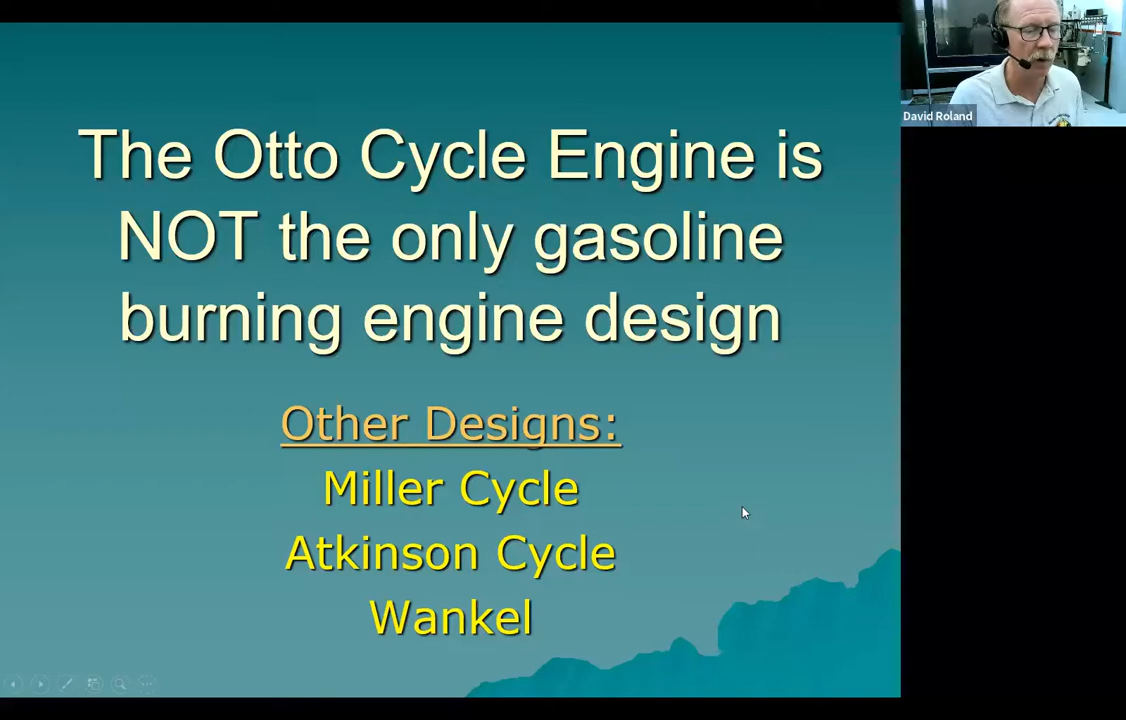 The Otto Cycle Engine is
NOT the only gasoline
burning engine design
Other Designs:
Miller Cycle
Atkinson Cycle
Wankel
David Roland